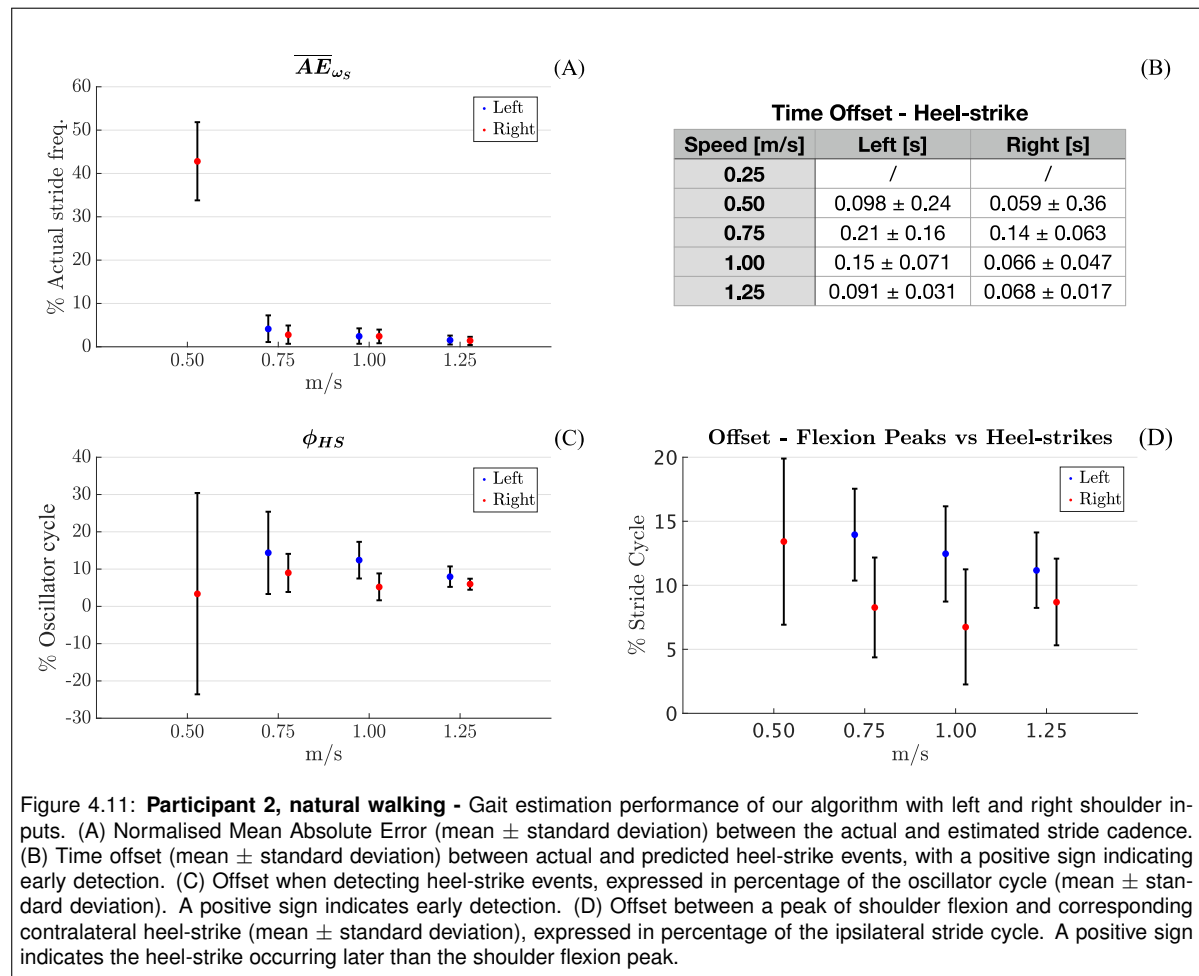 AE̅_ωS
(A)
% Actual stride freq.
60
50
40
30
20
10
0
0.50 0.75 1.00 1.25
m/s
Left
Right
(B)
Time Offset - Heel-strike
Speed [m/s] Left [s] Right [s]
0.25 / /
0.50 0.098 ± 0.24 0.059 ± 0.36
0.75 0.21 ± 0.16 0.14 ± 0.063
1.00 0.15 ± 0.071 0.066 ± 0.047
1.25 0.091 ± 0.031 0.068 ± 0.017
ϕHS
(C)
% Oscillator cycle
40
30
20
10
0
-10
-20
-30
0.50 0.75 1.00 1.25
m/s
Left
Right
Offset - Flexion Peaks vs Heel-strikes
(D)
% Stride Cycle
20
15
10
5
0
0.50 0.75 1.00 1.25
m/s
Left
Right
Figure 4.11: Participant 2, natural walking - Gait estimation performance of our algorithm with left and right shoulder in-
puts. (A) Normalised Mean Absolute Error (mean ± standard deviation) between the actual and estimated stride cadence.
(B) Time offset (mean ± standard deviation) between actual and predicted heel-strike events, with a positive sign indicating
early detection. (C) Offset when detecting heel-strike events, expressed in percentage of the oscillator cycle (mean ± stan-
dard deviation). A positive sign indicates early detection. (D) Offset between a peak of shoulder flexion and corresponding
contralateral heel-strike (mean ± standard deviation), expressed in percentage of the ipsilateral stride cycle. A positive sign
indicates the heel-strike occurring later than the shoulder flexion peak.